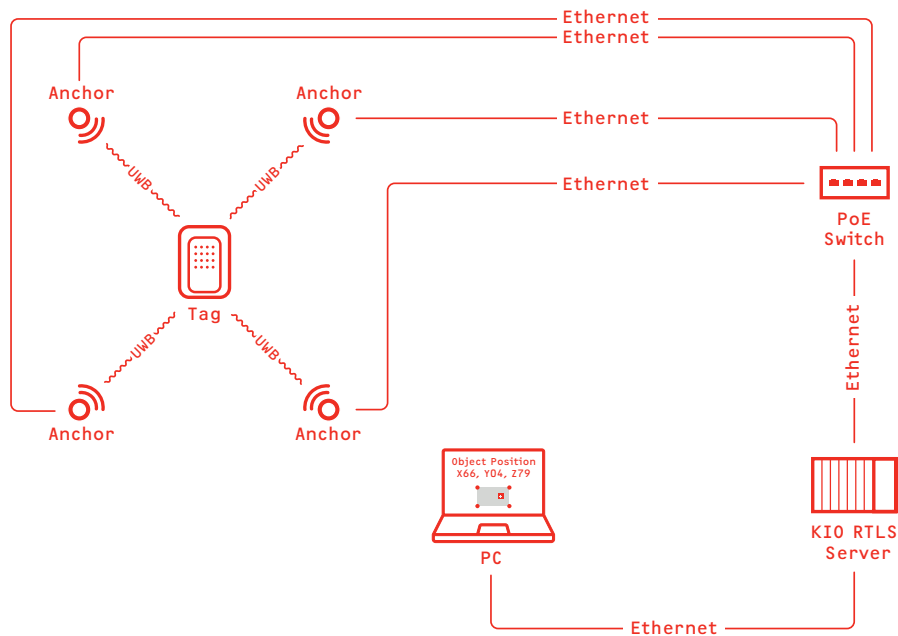 Ethernet
Ethernet
Anchor
Anchor
Ethernet
UWB
UWB
Ethernet
PoE
Switch
Tag
UWB
UWB
Ethernet
Anchor
Anchor
Object Position
X66, Y04, Z79
KIO RTLS
Server
PC
Ethernet